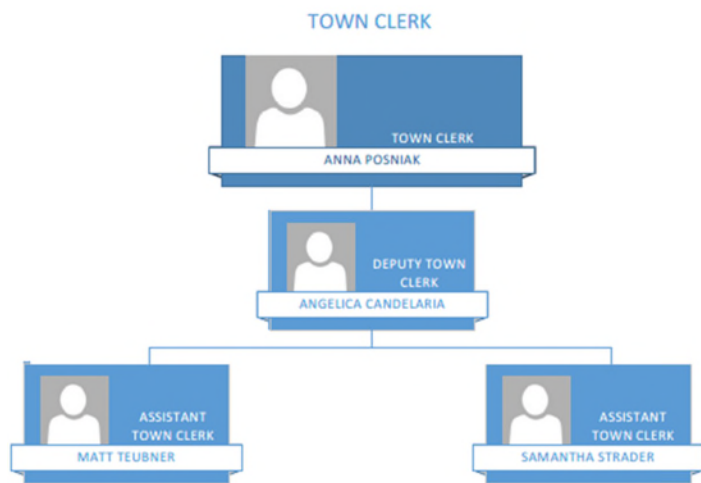 TOWN CLERK
TOWN CLERK
ANNA POSNIAK
DEPUTY TOWN
CLERK
ANGELICA CANDELARIA
ASSISTANT
TOWN CLERK
MATT TEUBNER
ASSISTANT
TOWN CLERK
SAMANTHA STRADER